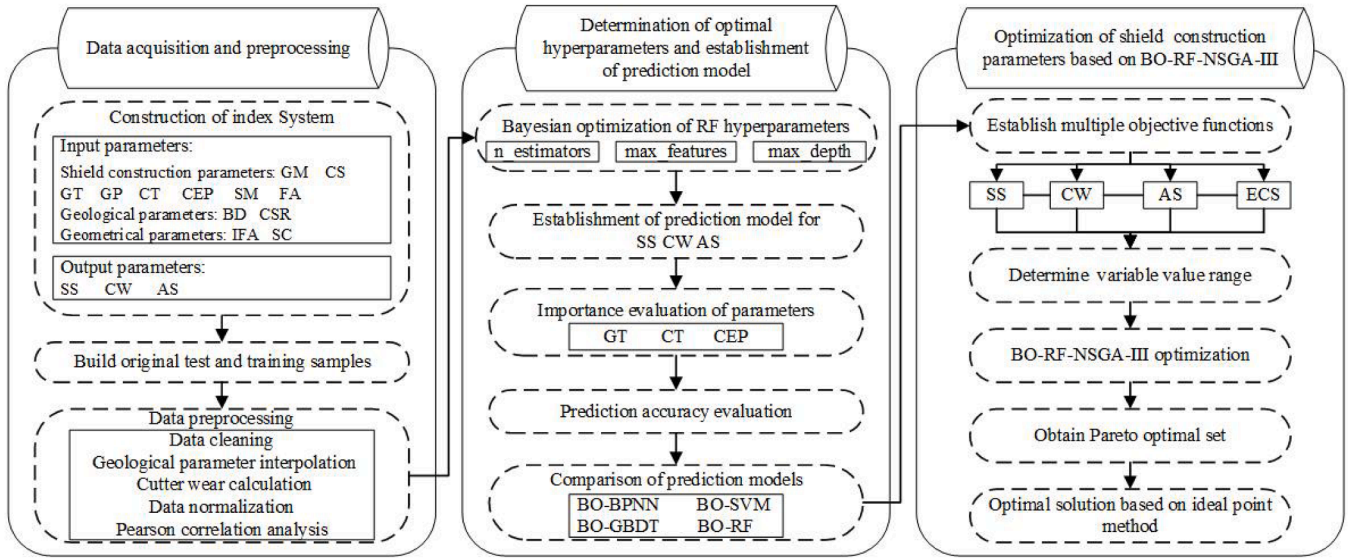 Data acquisition and preprocessing
Construction of index System
Input parameters:
Shield construction parameters: GM CS
GT GP CT CEP SM FA
Geological parameters: BD CSR
Geometrical parameters: IFA SC
Output parameters:
SS CW AS
Build original test and training samples
Data preprocessing
Data cleaning
Geological parameter interpolation
Cutter wear calculation
Data normalization
Pearson correlation analysis
Determination of optimal
hyperparameters and establishment
of prediction model
Bayesian optimization of RF hyperparameters
n_estimators max_features max_depth
Establishment of prediction model for
SS CW AS
Importance evaluation of parameters
GT CT CEP
Prediction accuracy evaluation
Comparison of prediction models
BO-BPNN BO-SVM
BO-GBDT BO-RF
Optimization of shield construction
parameters based on BO-RF-NSGA-III
Establish multiple objective functions
SS CW AS ECS
Determine variable value range
BO-RF-NSGA-III optimization
Obtain Pareto optimal set
Optimal solution based on ideal point
method